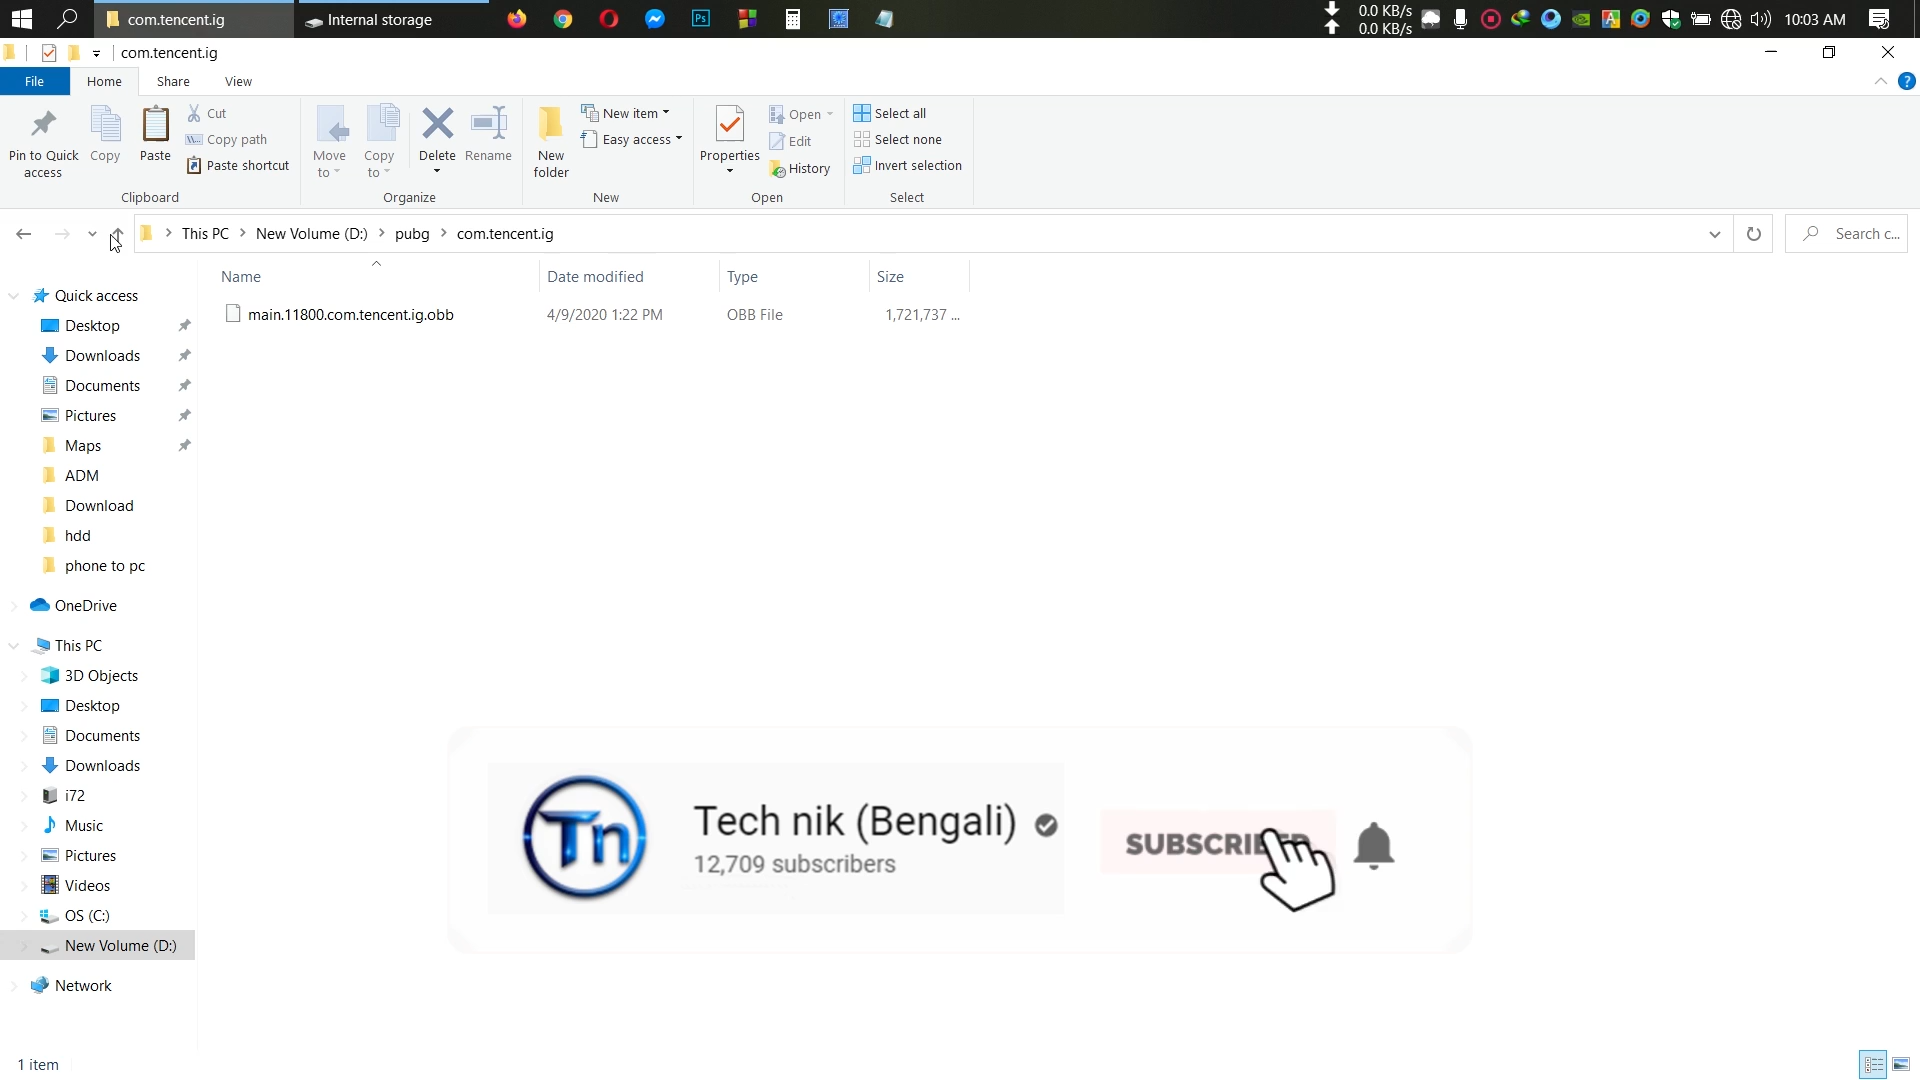 com.tencent.ig
Internal storage
Ps
0.0 KB/s
0.0 KB/s
10:03 AM
com.tencent.ig
File
Home
Share
View
Pin to Quick access
Copy
Paste
Cut
Copy path
Paste shortcut
Clipboard
Move to
Copy to
Delete
Rename
Organize
New folder
New item
Easy access
New
Properties
Open
Edit
History
Open
Select all
Select none
Invert selection
Select
This PC > New Volume (D:) > pubg > com.tencent.ig
Search c...
Name
Date modified
Type
Size
main.11800.com.tencent.ig.obb
4/9/2020 1:22 PM
OBB File
1,721,737 ...
Quick access
Desktop
Downloads
Documents
Pictures
Maps
ADM
Download
hdd
phone to pc
OneDrive
This PC
3D Objects
Desktop
Documents
Downloads
i72
Music
Pictures
Videos
OS (C:)
New Volume (D:)
Network
Tn
Tech nik (Bengali)
12,709 subscribers
1 item